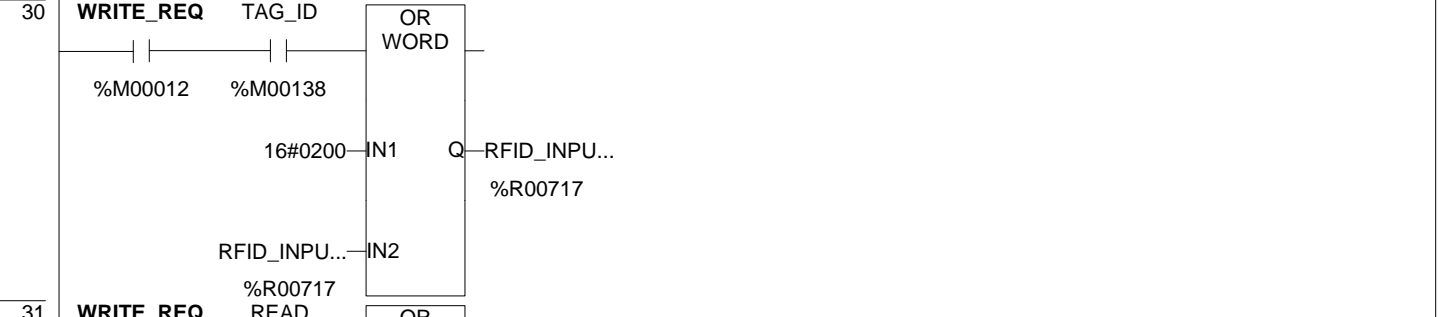 30 WRITE_REQ TAG_ID OR
WORD
%M00012 %M00138
16#0200 IN1 Q RFID_INPU...
%R00717
RFID_INPU... IN2
%R00717
31 WRITE_REQ READ OR